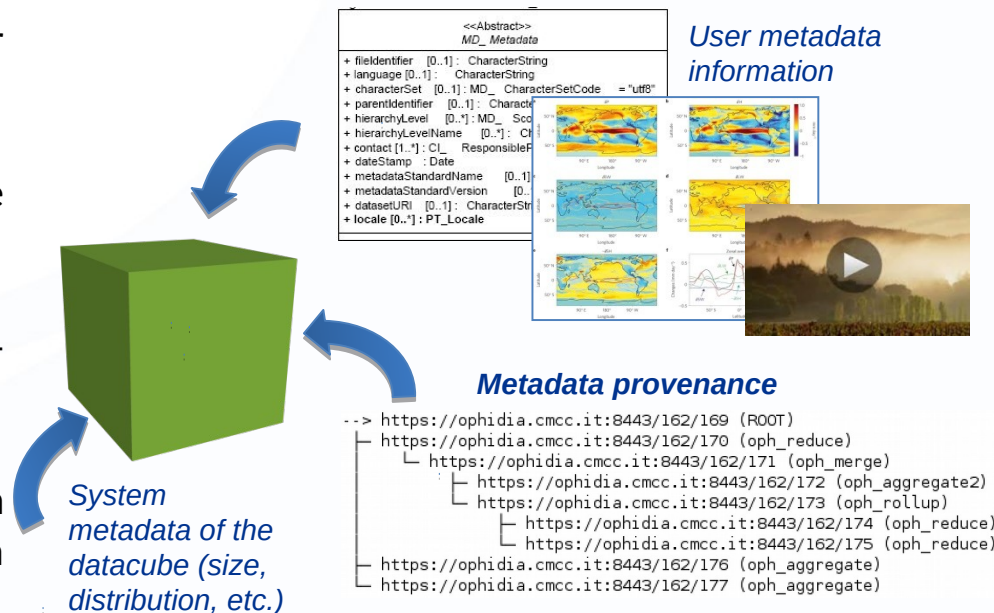 <<Abstract>>
MD_ Metadata
+ fileIdentifier [0..1] : CharacterString
+ language [0..1] : CharacterString
+ characterSet [0..1] : MD_ CharacterSetCode = "utf8"
+ parentIdentifier [0..1] : Characte
+ hierarchyLevel [0..*] : MD_ Sco
+ hierarchyLevelName [0..*] : Ch
+ contact [1..*] : CI_ ResponsibleP
+ dateStamp : Date
+ metadataStandardName [0..1]
+ metadataStandardVersion [0..
+ datasetURI [0..1] : CharacterStr
+ locale [0..*] : PT_Locale
User metadata
information
Metadata provenance
--> https://ophidia.cmcc.it:8443/162/169 (ROOT)
https://ophidia.cmcc.it:8443/162/170 (oph_reduce)
https://ophidia.cmcc.it:8443/162/171 (oph_merge)
https://ophidia.cmcc.it:8443/162/172 (oph_aggregate2)
https://ophidia.cmcc.it:8443/162/173 (oph_rollup)
https://ophidia.cmcc.it:8443/162/174 (oph_reduce)
https://ophidia.cmcc.it:8443/162/175 (oph_reduce)
https://ophidia.cmcc.it:8443/162/176 (oph_aggregate)
https://ophidia.cmcc.it:8443/162/177 (oph_aggregate)
System
metadata of the
datacube (size,
distribution, etc.)